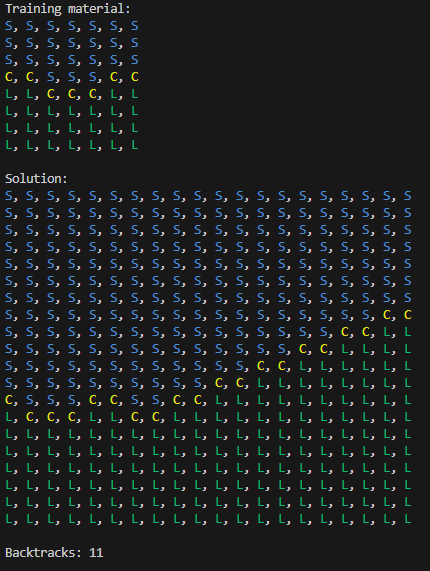 Training material:
S, S, S, S, S, S, S
S, S, S, S, S, S, S
S, S, S, S, S, S, S
C, C, S, S, S, C, C
L, L, C, C, C, L, L
L, L, L, L, L, L, L
L, L, L, L, L, L, L
L, L, L, L, L, L, L
Solution:
S, S, S, S, S, S, S, S, S, S, S, S, S, S, S, S, S, S, S, S
S, S, S, S, S, S, S, S, S, S, S, S, S, S, S, S, S, S, S, S
S, S, S, S, S, S, S, S, S, S, S, S, S, S, S, S, S, S, S, S
S, S, S, S, S, S, S, S, S, S, S, S, S, S, S, S, S, S, S, S
S, S, S, S, S, S, S, S, S, S, S, S, S, S, S, S, S, S, S, S
S, S, S, S, S, S, S, S, S, S, S, S, S, S, S, S, S, S, S, S
S, S, S, S, S, S, S, S, S, S, S, S, S, S, S, S, S, S, S, S
S, S, S, S, S, S, S, S, S, S, S, S, S, S, S, S, S, S, C, C
S, S, S, S, S, S, S, S, S, S, S, S, S, S, S, S, C, C, L, L
S, S, S, S, S, S, S, S, S, S, S, S, S, S, C, C, L, L, L, L
S, S, S, S, S, S, S, S, S, S, S, S, C, C, L, L, L, L, L, L
S, S, S, S, S, S, S, S, S, S, C, C, L, L, L, L, L, L, L, L
C, S, S, S, C, C, S, S, C, C, L, L, L, L, L, L, L, L, L, L
L, C, C, C, L, L, C, C, L, L, L, L, L, L, L, L, L, L, L, L
L, L, L, L, L, L, L, L, L, L, L, L, L, L, L, L, L, L, L, L
L, L, L, L, L, L, L, L, L, L, L, L, L, L, L, L, L, L, L, L
L, L, L, L, L, L, L, L, L, L, L, L, L, L, L, L, L, L, L, L
L, L, L, L, L, L, L, L, L, L, L, L, L, L, L, L, L, L, L, L
L, L, L, L, L, L, L, L, L, L, L, L, L, L, L, L, L, L, L, L
L, L, L, L, L, L, L, L, L, L, L, L, L, L, L, L, L, L, L, L
Backtracks: 11